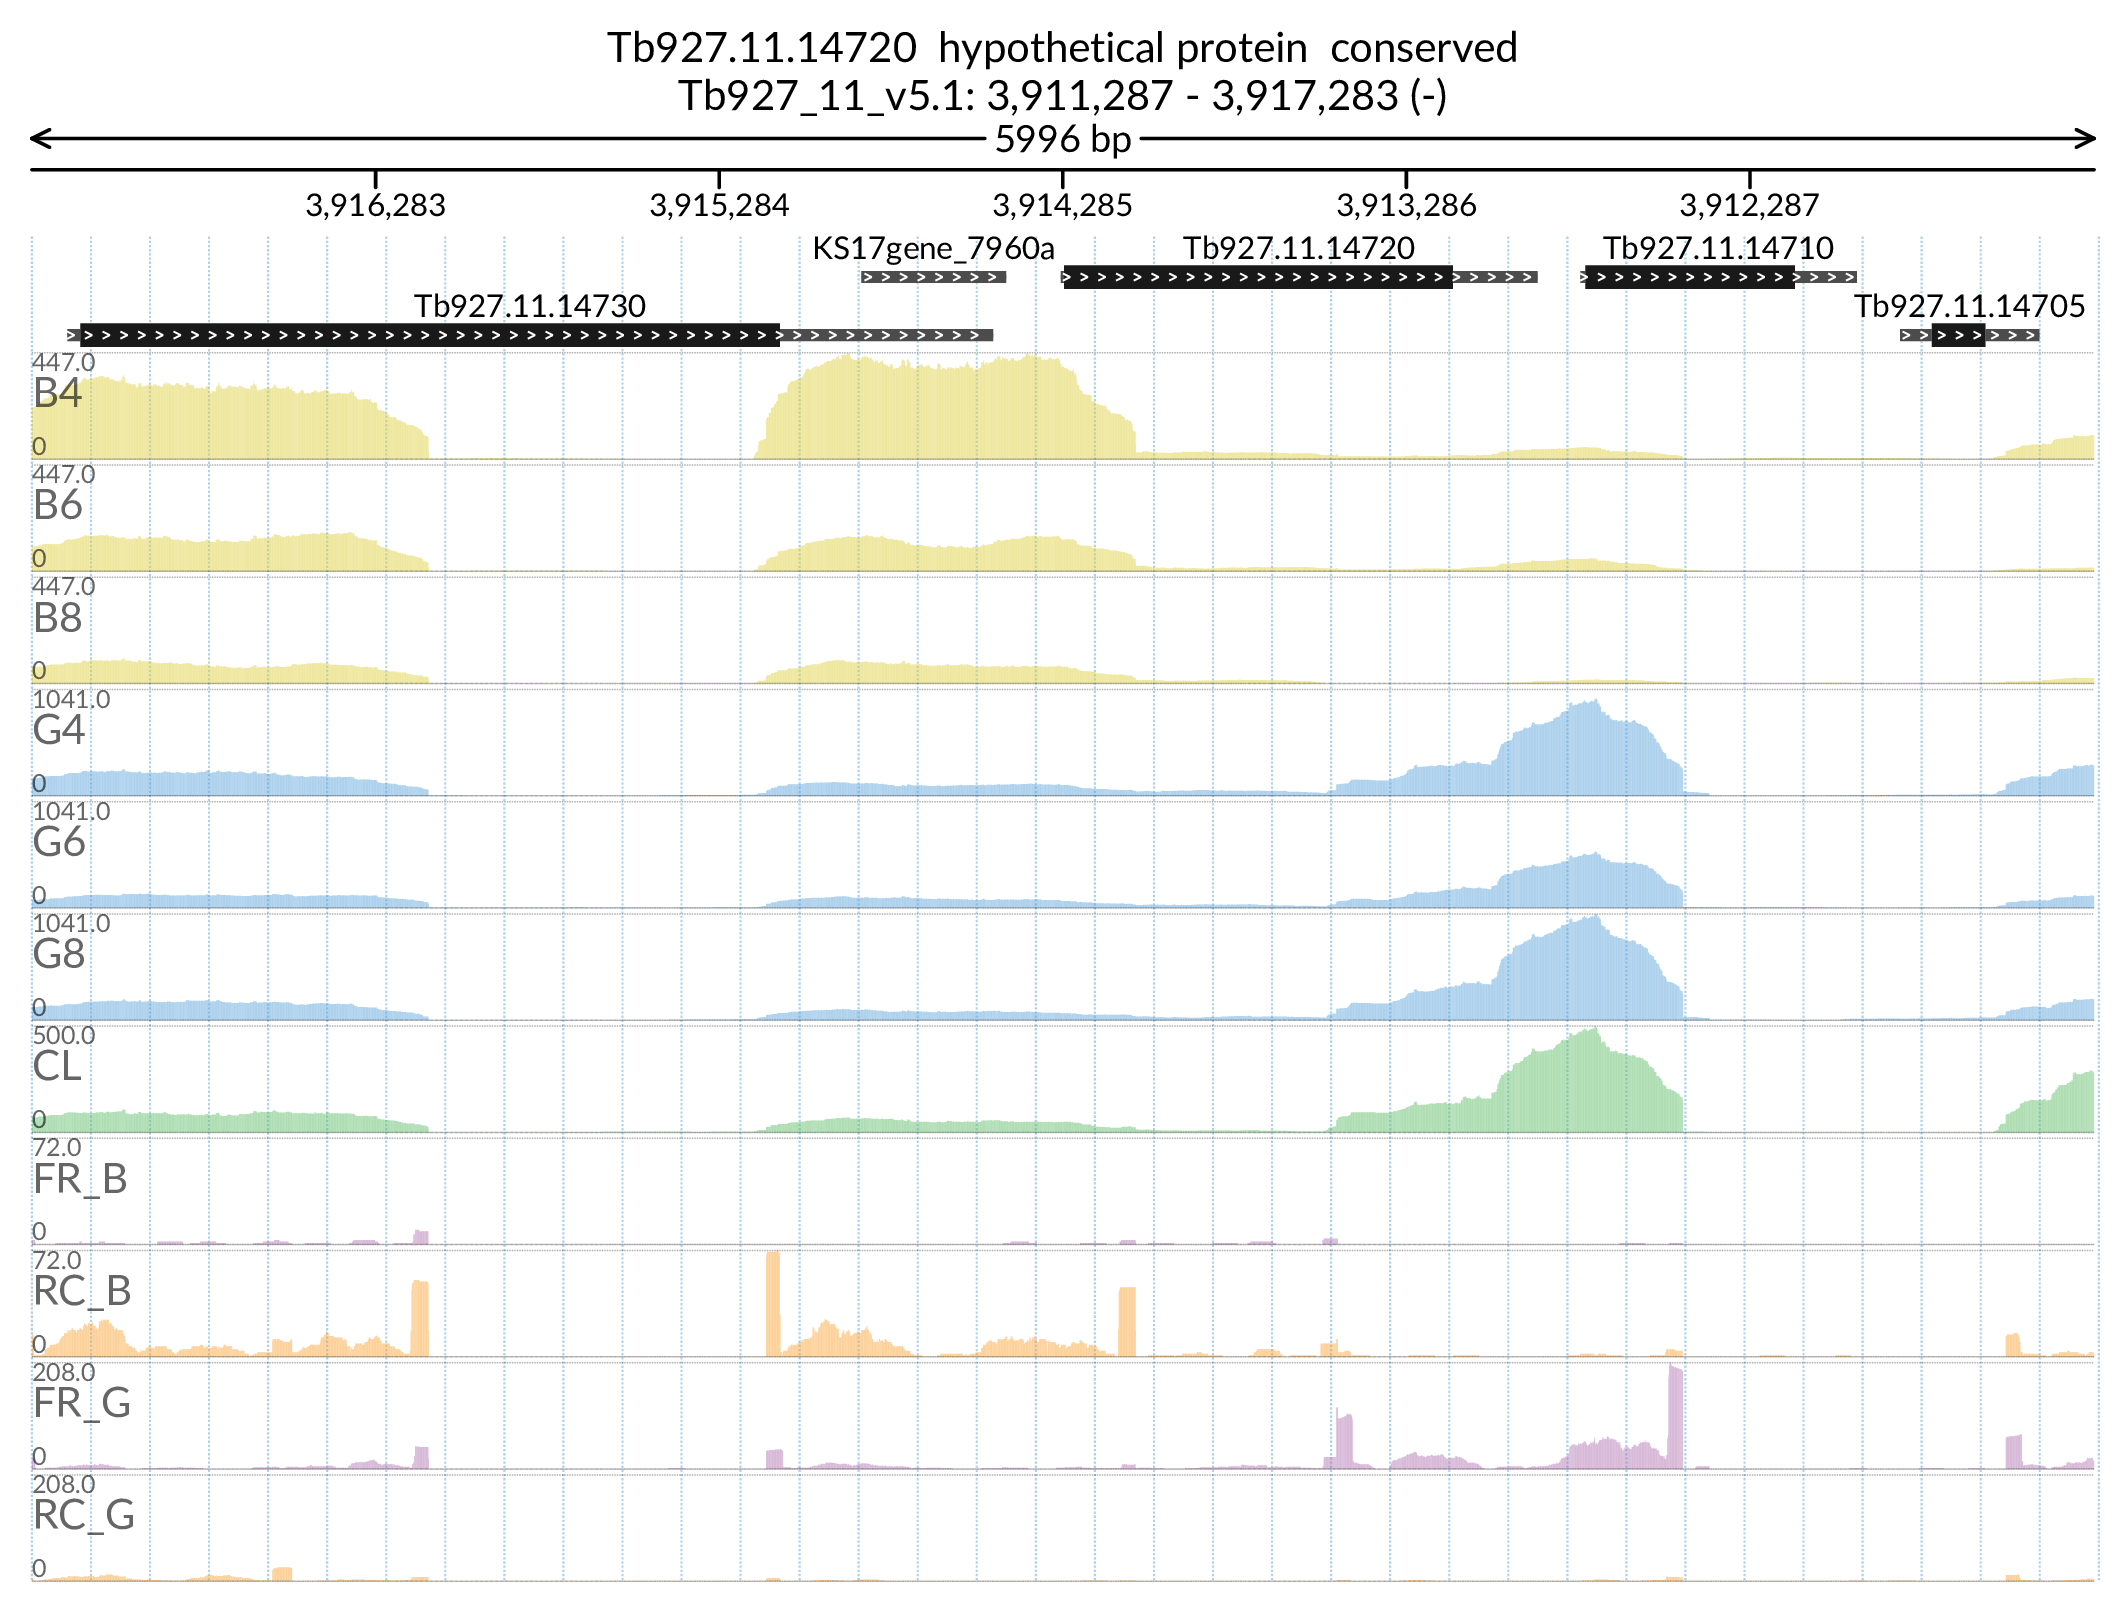 Tb927.11.14720 hypothetical protein conserved
Tb927_11_v5.1: 3,911,287 - 3,917,283 (-)
5996 bp
3,916,283 3,915,284 3,914,285 3,913,286 3,912,287
KS17gene_7960a Tb927.11.14720 Tb927.11.14710
Tb927.11.14730 Tb927.11.14705
447.0
B4
0
447.0
B6
0
447.0
B8
0
1041.0
G4
0
1041.0
G6
0
1041.0
G8
0
500.0
CL
0
72.0
FR_B
0
72.0
RC_B
0
208.0
FR_G
0
208.0
RC_G
0